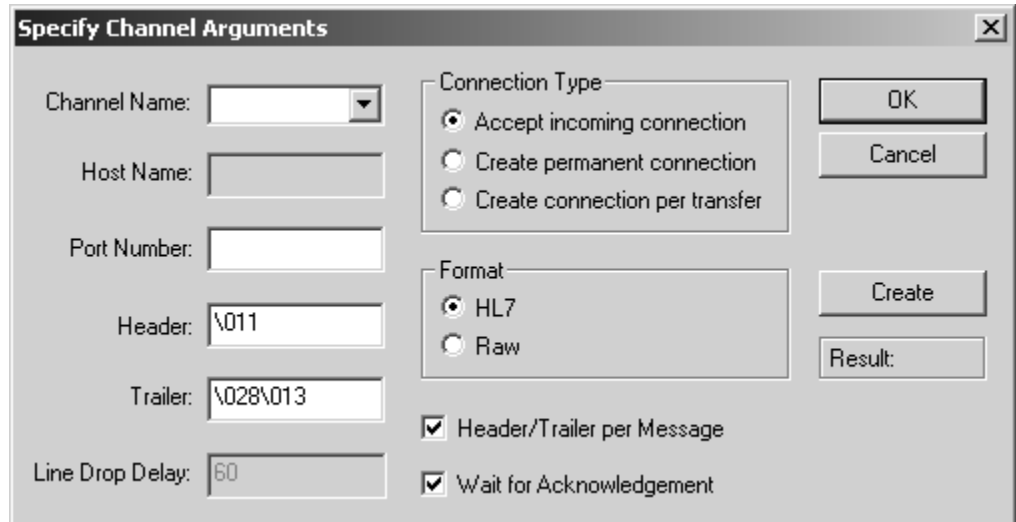 Specify Channel Arguments
Channel Name:
Host Name:
Port Number:
Header: \011
Trailer: \028\013
Line Drop Delay: 60
Connection Type
Accept incoming connection
Create permanent connection
Create connection per transfer
Format
HL7
Raw
Header/Trailer per Message
Wait for Acknowledgement
OK
Cancel
Create
Result: